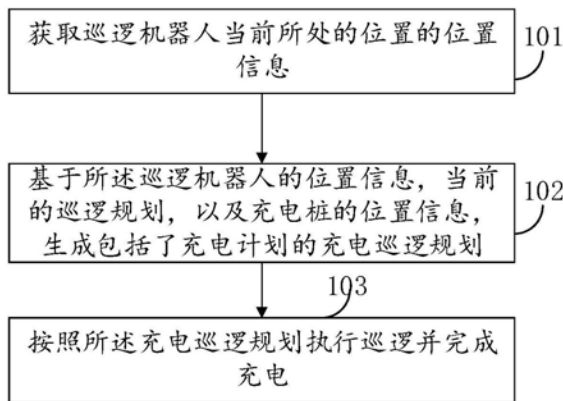 获取巡逻机器人当前所处的位置的位置
信息
101
基于所述巡逻机器人的位置信息，当前
的巡逻规划，以及充电桩的位置信息，
生成包括了充电计划的充电巡逻规划
102
103
按照所述充电巡逻规划执行巡逻并完成
充电